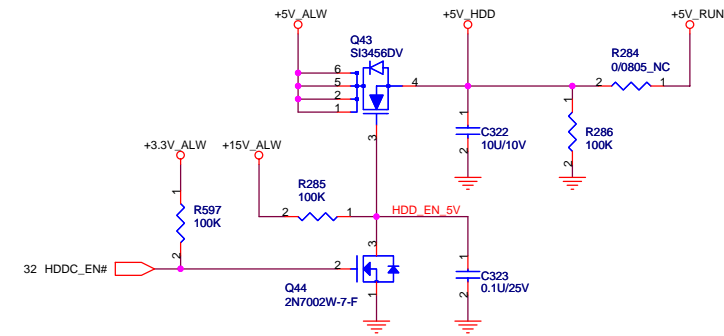 +5V_ALW
+5V_HDD
+5V_RUN
Q43
SI3456DV
R284
0/0805_NC
6
5
2
1
4
2
1
3
C322
10U/10V
1
2
R286
100K
1
2
+3.3V_ALW
+15V_ALW
R285
100K
2
1
HDD_EN_5V
R597
100K
1
2
32 HDDC_EN#
2
3
1
Q44
2N7002W-7-F
C323
0.1U/25V
1
2